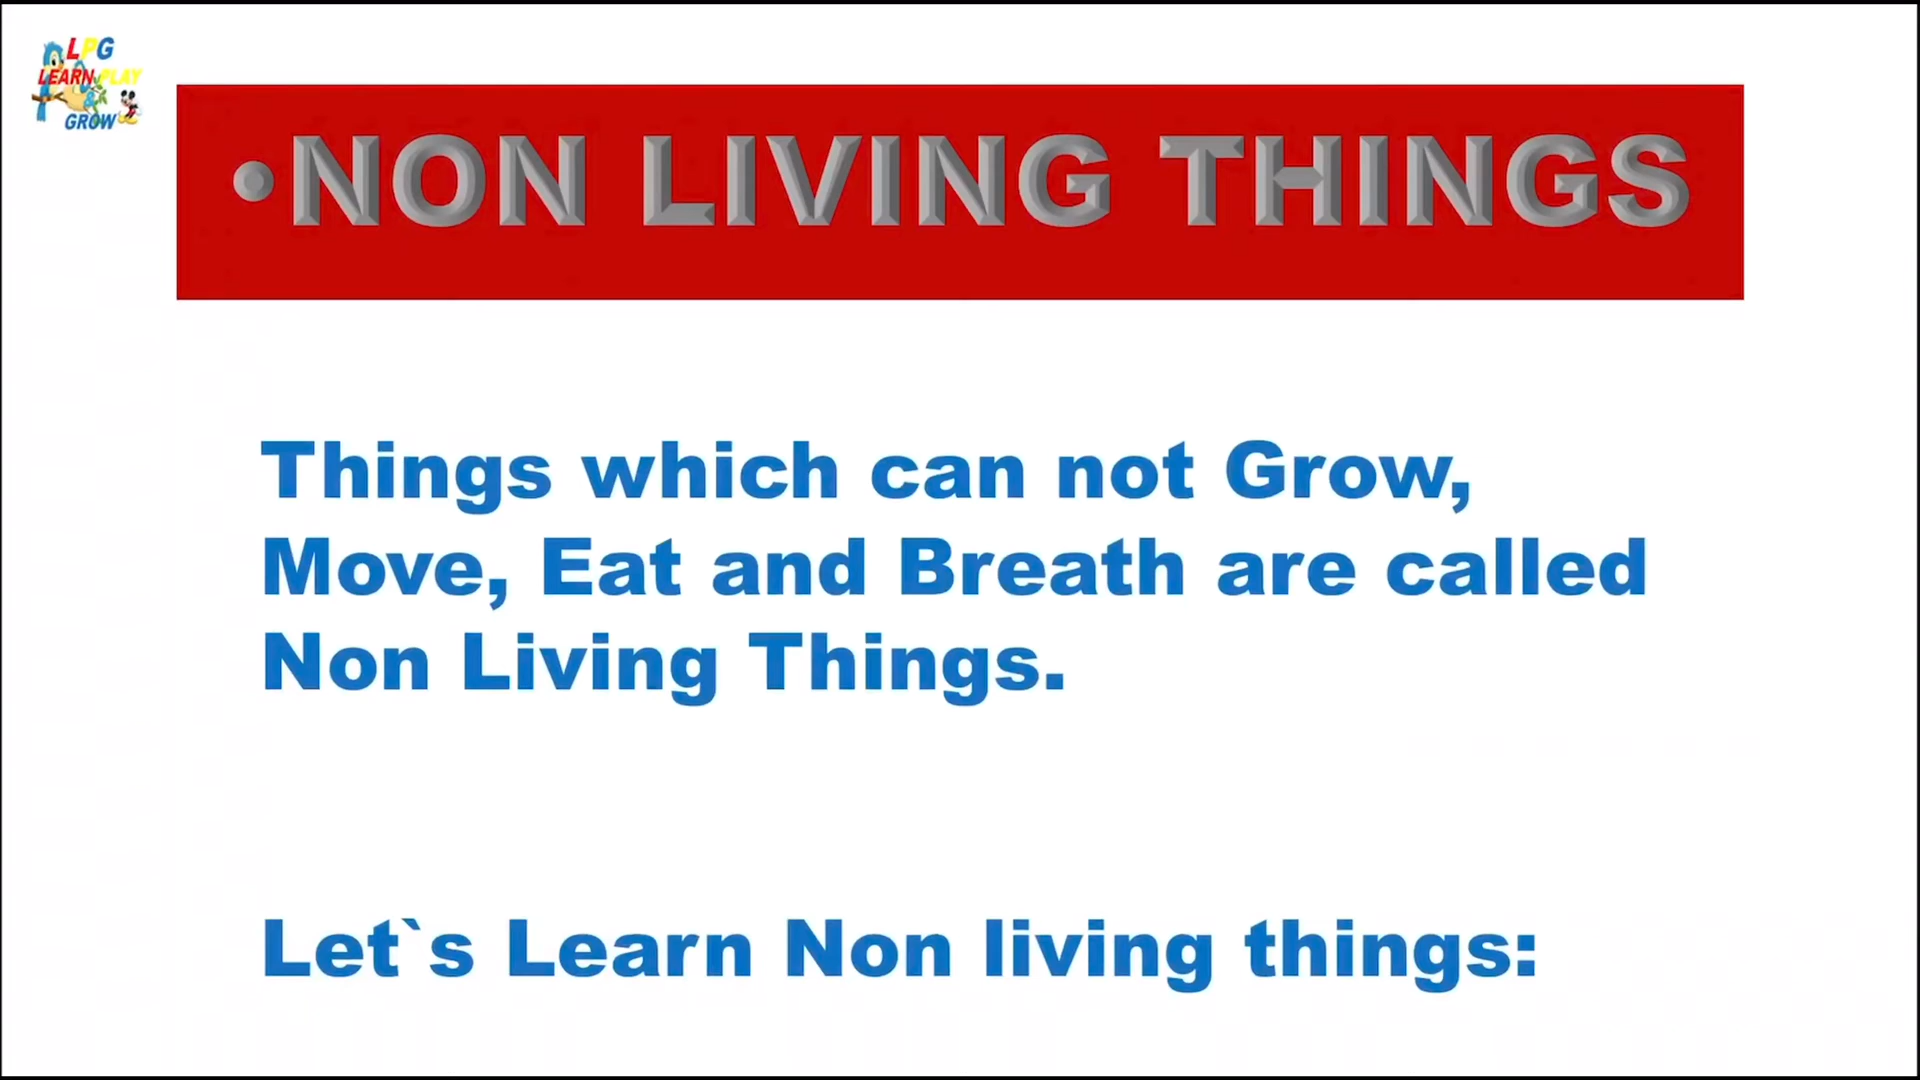 LPG
LEARN PLAY
&
GROW
•NON LIVING THINGS
Things which can not Grow,
Move, Eat and Breath are called
Non Living Things.
Let`s Learn Non living things: